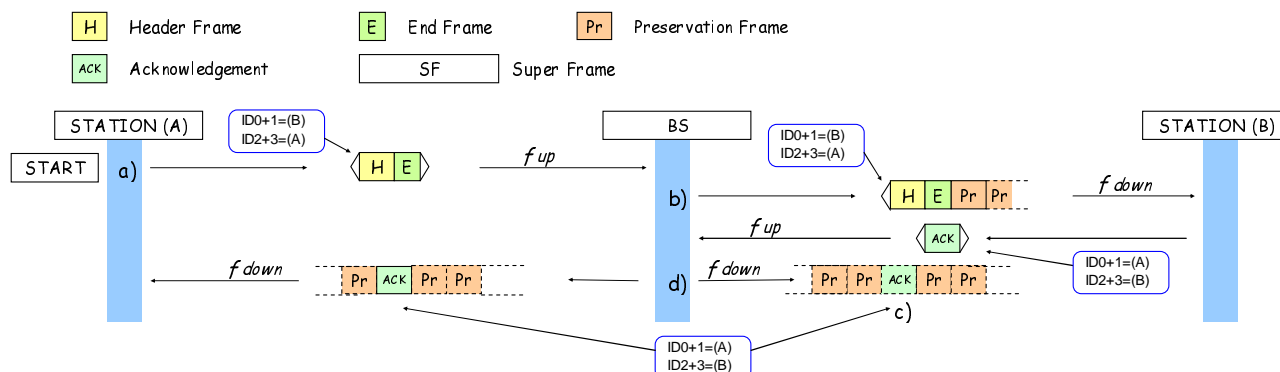 H Header Frame E End Frame Pr Preservation Frame
ACK Acknowledgement SF Super Frame
STATION (A) BS STATION (B)
ID0+1=(B)
ID2+3=(A)
ID0+1=(B)
ID2+3=(A)
START a) H E f up
b) H E Pr Pr f down
f up ACK
ID0+1=(A)
ID2+3=(B)
f down Pr ACK Pr Pr d) f down Pr Pr ACK Pr Pr
c)
ID0+1=(A)
ID2+3=(B)